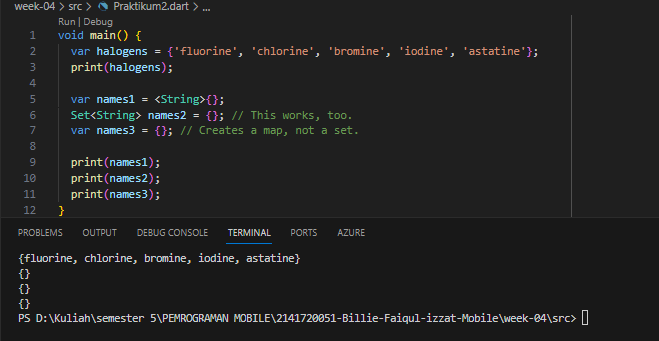 week-04 > src > Praktikum2.dart > ...
Run | Debug
1 void main() {
2 var halogens = {'fluorine', 'chlorine', 'bromine', 'iodine', 'astatine'};
3 print(halogens);
4
5 var names1 = <String>{};
6 Set<String> names2 = {}; // This works, too.
7 var names3 = {}; // Creates a map, not a set.
8
9 print(names1);
10 print(names2);
11 print(names3);
12 }
PROBLEMS OUTPUT DEBUG CONSOLE TERMINAL PORTS AZURE
{fluorine, chlorine, bromine, iodine, astatine}
{}
{}
{}
PS D:\Kuliah\semester 5\PEMROGRAMAN MOBILE\2141720051-Billie-Faiqul-izzat-Mobile\week-04\src>